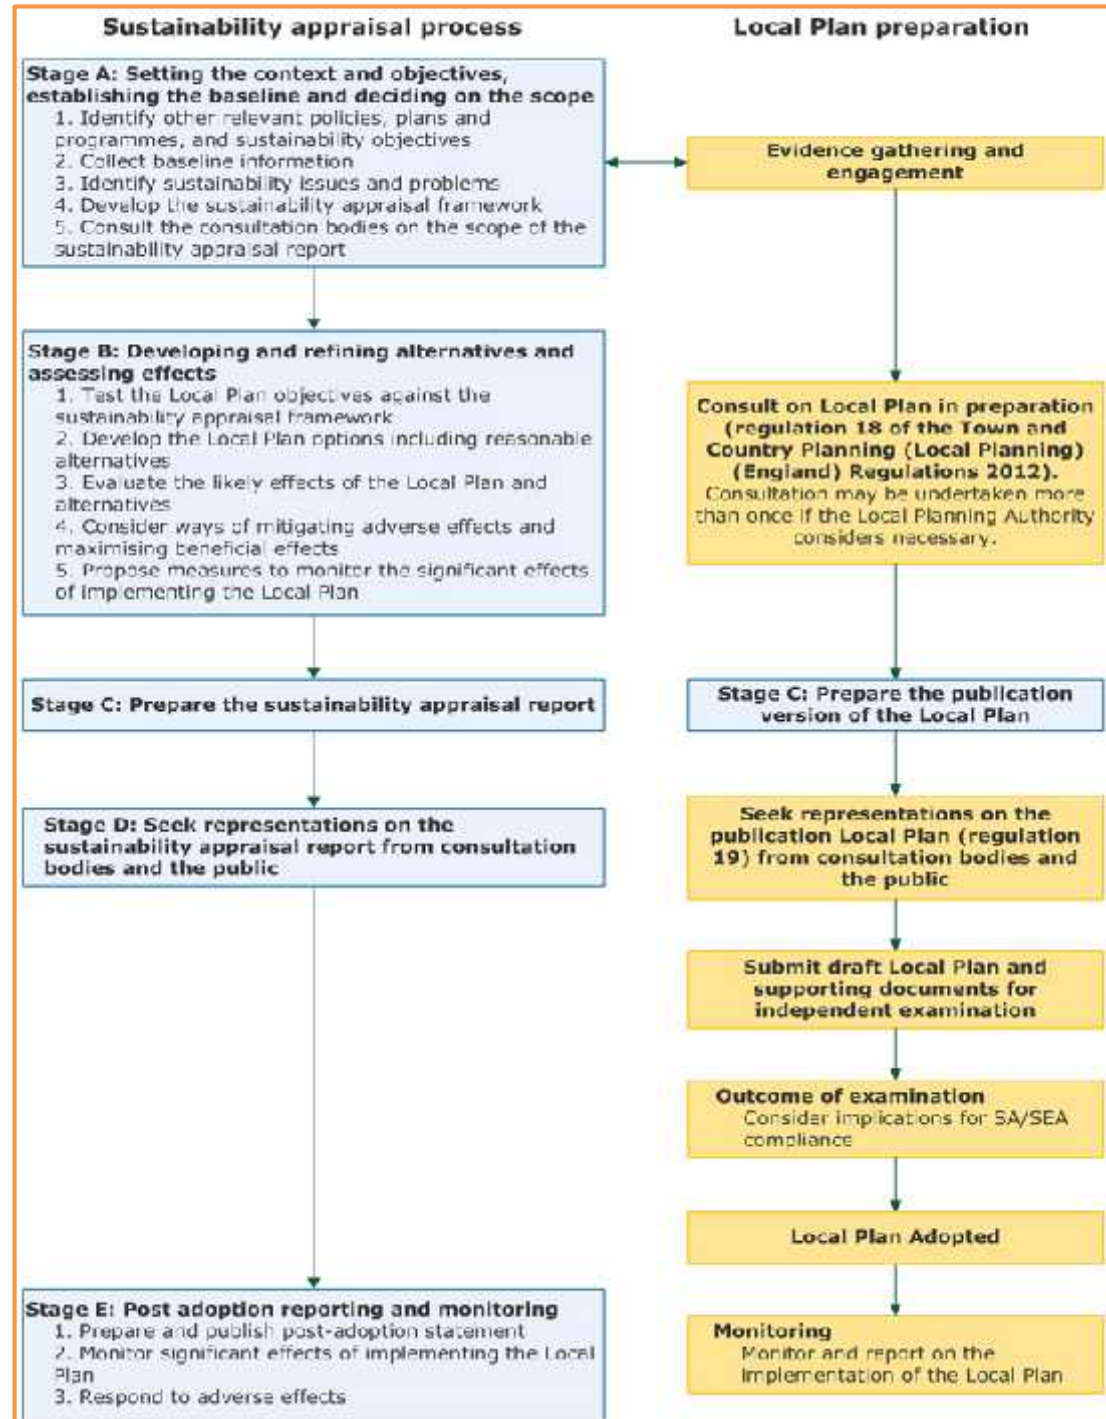 Sustainability appraisal process
Local Plan preparation
Stage A: Setting the context and objectives,
establishing the baseline and deciding on the scope
1. Identify other relevant policies, plans and
programmes, and sustainability objectives
2. Collect baseline information
3. Identify sustainability issues and problems
4. Develop the sustainability appraisal framework
5. Consult the consultation bodies on the scope of the
sustainability appraisal report
Evidence gathering and
engagement
Stage B: Developing and refining alternatives and
assessing effects
1. Test the Local Plan objectives against the
sustainability appraisal framework
2. Develop the Local Plan options including reasonable
alternatives
3. Evaluate the likely effects of the Local Plan and
alternatives
4. Consider ways of mitigating adverse effects and
maximising beneficial effects
5. Propose measures to monitor the significant effects
of implementing the Local Plan
Consult on Local Plan in preparation
(regulation 18 of the Town and
Country Planning (Local Planning)
(England) Regulations 2012).
Consultation may be undertaken more
than once if the Local Planning Authority
considers necessary.
Stage C: Prepare the sustainability appraisal report
Stage C: Prepare the publication
version of the Local Plan
Stage D: Seek representations on the
sustainability appraisal report from consultation
bodies and the public
Seek representations on the
publication Local Plan (regulation
19) from consultation bodies and
the public
Submit draft Local Plan and
supporting documents for
independent examination
Outcome of examination
Consider implications for SA/SEA
compliance
Local Plan Adopted
Stage E: Post adoption reporting and monitoring
1. Prepare and publish post-adoption statement
2. Monitor significant effects of implementing the Local
Plan
3. Respond to adverse effects
Monitoring
Monitor and report on the
implementation of the Local Plan